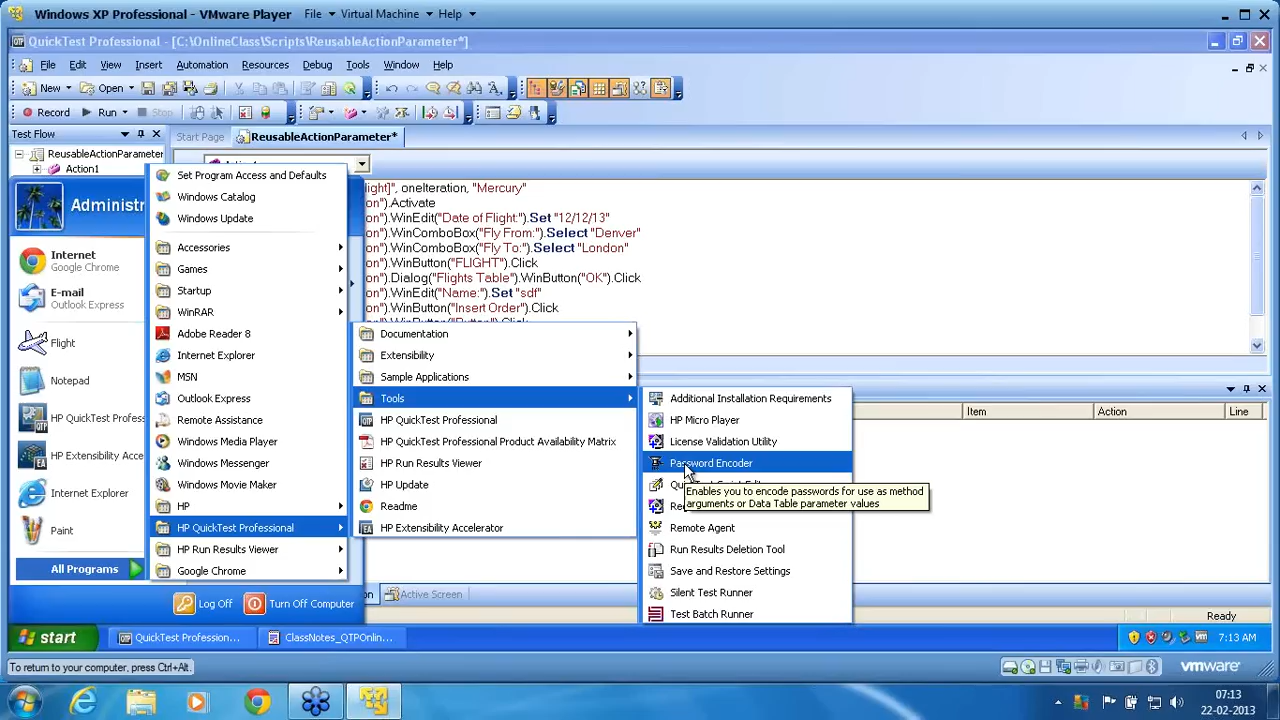 Windows XP Professional - VMware Player File Virtual Machine Help
QuickTest Professional - [C:\OnlineClass\Scripts\ReusableActionParameter*]
File Edit View Insert Automation Resources Debug Tools Window Help
New Open
Record Run Stop
Test Flow
Start Page ReusableActionParameter*
ReusableActionParameter
Action1
light]", oneIteration, "Mercury"
on").Activate
on").WinEdit("Date of Flight:").Set "12/12/13"
on").WinComboBox("Fly From:").Select "Denver"
on").WinComboBox("Fly To:").Select "London"
on").WinButton("FLIGHT").Click
on").Dialog("Flights Table").WinButton("OK").Click
on").WinEdit("Name:").Set "sdf"
on").WinButton("Insert Order").Click
Administr
Internet
Google Chrome
E-mail
Outlook Express
Flight
Notepad
HP QuickTest Profess
HP Extensibility Acce
Internet Explorer
Paint
All Programs
Log Off Turn Off Computer
Set Program Access and Defaults
Windows Catalog
Windows Update
Accessories
Games
Startup
WinRAR
Adobe Reader 8
Internet Explorer
MSN
Outlook Express
Remote Assistance
Windows Media Player
Windows Messenger
Windows Movie Maker
HP
HP QuickTest Professional
HP Run Results Viewer
Google Chrome
Documentation
Extensibility
Sample Applications
Tools
HP QuickTest Professional
HP QuickTest Professional Product Availability Matrix
HP Run Results Viewer
HP Update
Readme
HP Extensibility Accelerator
Additional Installation Requirements
HP Micro Player
License Validation Utility
Password Encoder
Enables you to encode passwords for use as method
arguments or Data Table parameter values
Remote Agent
Run Results Deletion Tool
Save and Restore Settings
Silent Test Runner
Test Batch Runner
Item Action Line
on Active Screen
Ready
start QuickTest Profession... ClassNotes_QTPOnlin... 7:13 AM
To return to your computer, press Ctrl+Alt. vmware
07:13
22-02-2013